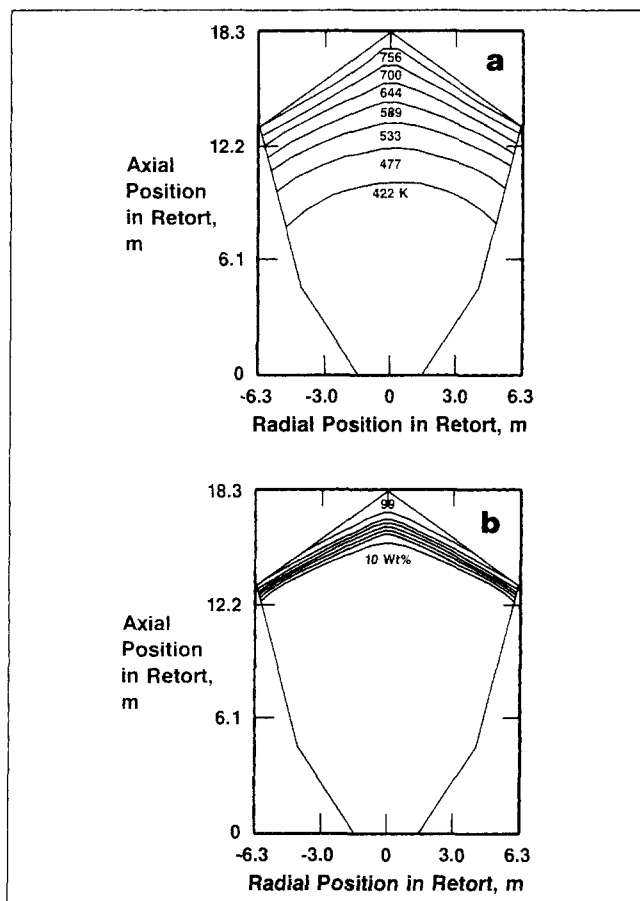 18.3
a
756
700
644
589
533
477
422 K
12.2
Axial
Position
in Retort,
m
6.1
0
-6.3 -3.0 0 3.0 6.3
Radial Position in Retort, m
18.3
b
99
10 Wt%
12.2
Axial
Position
in Retort,
m
6.1
0
-6.3 -3.0 0 3.0 6.3
Radial Position in Retort, m